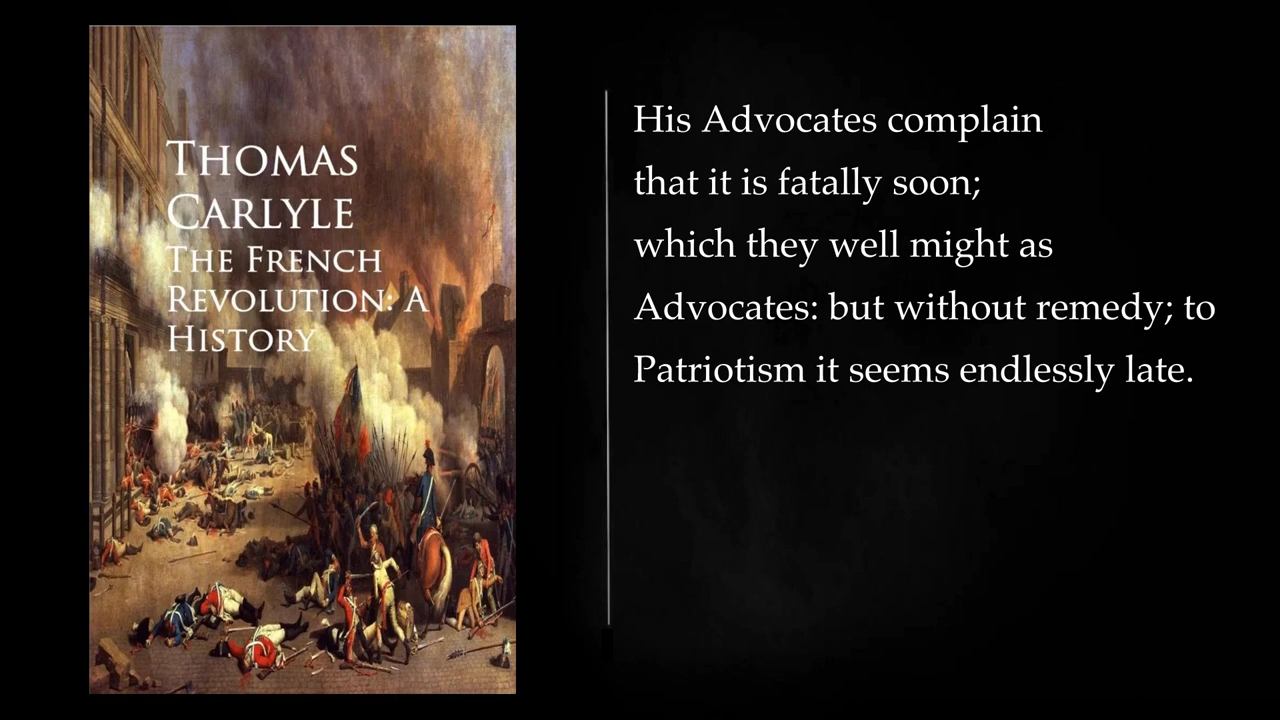 THOMAS
CARLYLE
THE FRENCH
REVOLUTION: A
HISTORY
His Advocates complain
that it is fatally soon;
which they well might as
Advocates: but without remedy; to
Patriotism it seems endlessly late.